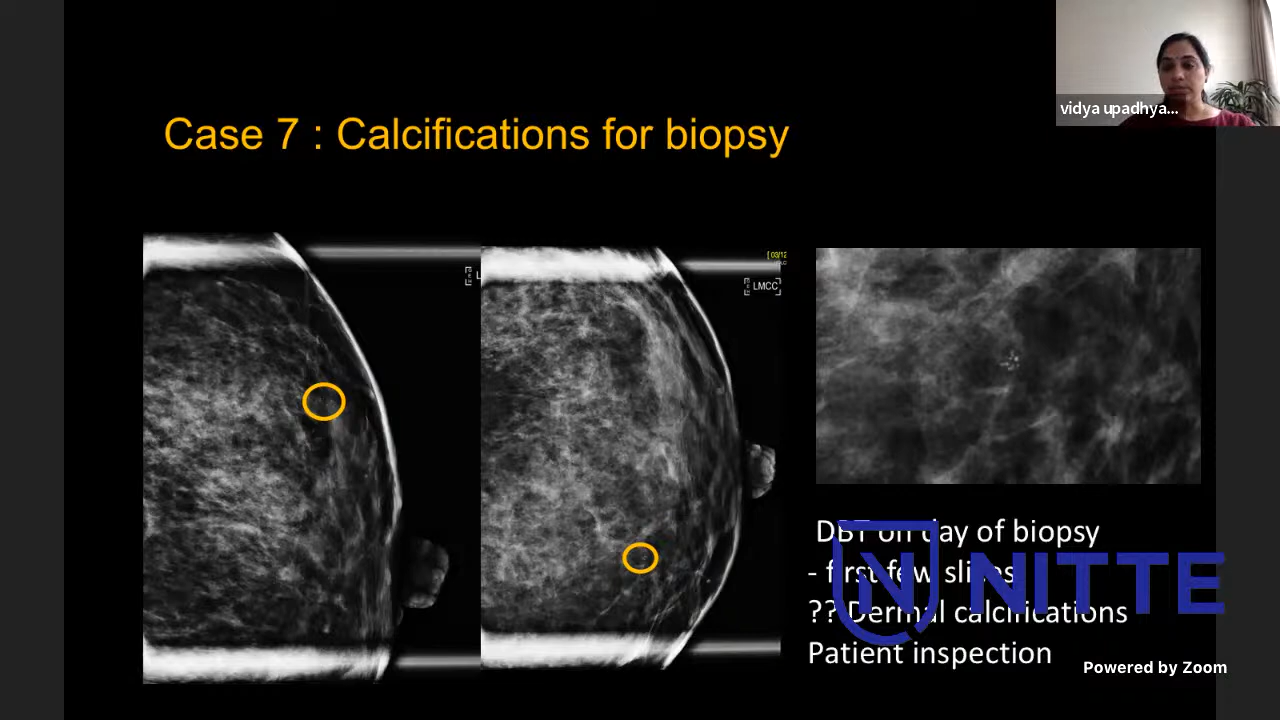 vidya upadhya...
Case 7 : Calcifications for biopsy
LMCC
DBT on day of biopsy
- first few slices
?? Dermal calcifications
Patient inspection
NITTE
Powered by Zoom